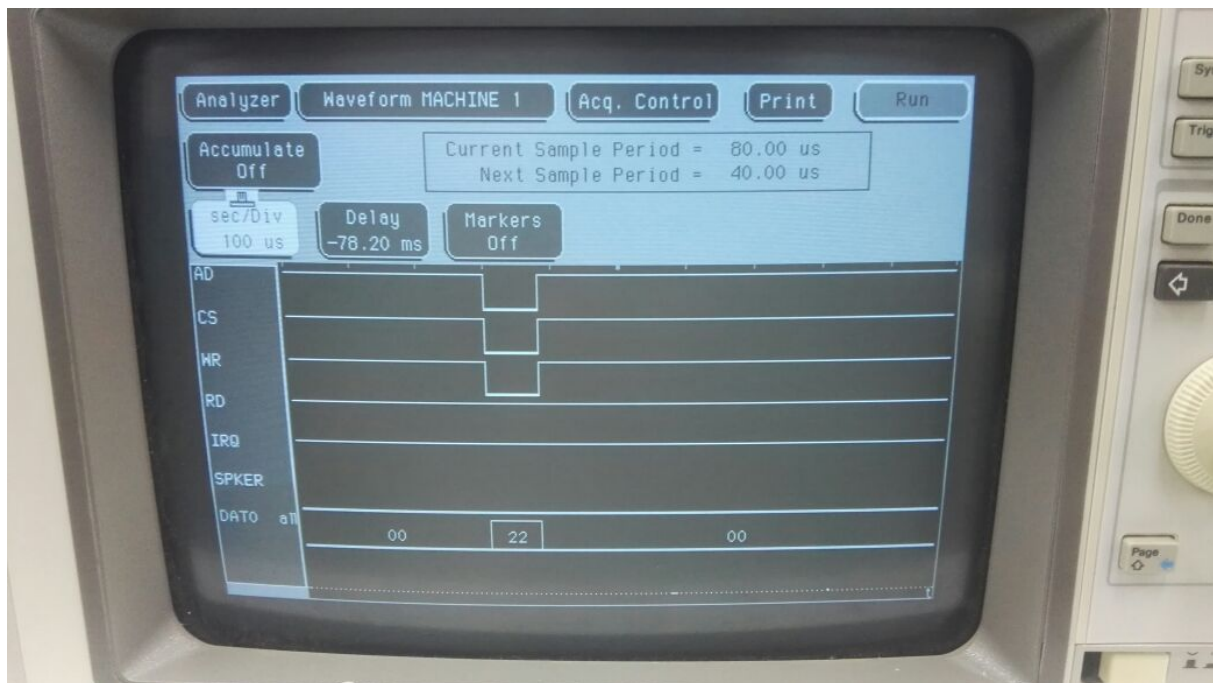 Analyzer Waveform MACHINE 1 Acq. Control Print Run
Accumulate
Off
Current Sample Period = 80.00 us
Next Sample Period = 40.00 us
sec/Div
100 us
Delay
-78.20 ms
Markers
Off
AD
CS
WR
RD
IRQ
SPKER
DATO all
00 22 00
Done
Page